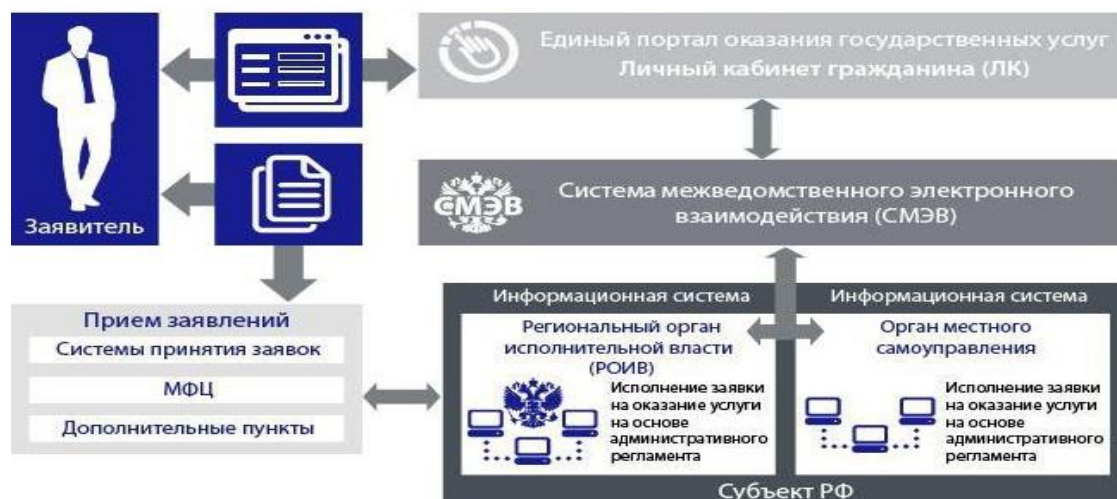 Заявитель
Единый портал оказания государственных услуг
Личный кабинет гражданина (ЛК)
СМЭВ
Система межведомственного электронного
взаимодействия (СМЭВ)
Прием заявлений
Системы принятия заявок
МФЦ
Дополнительные пункты
Информационная система
Региональный орган
исполнительной власти
(РОИВ)
Исполнение заявки
на оказание услуги
на основе
административного
регламента
Информационная система
Орган местного
самоуправления
Исполнение заявки
на оказание услуги
на основе
административного
регламента
Субъект РФ